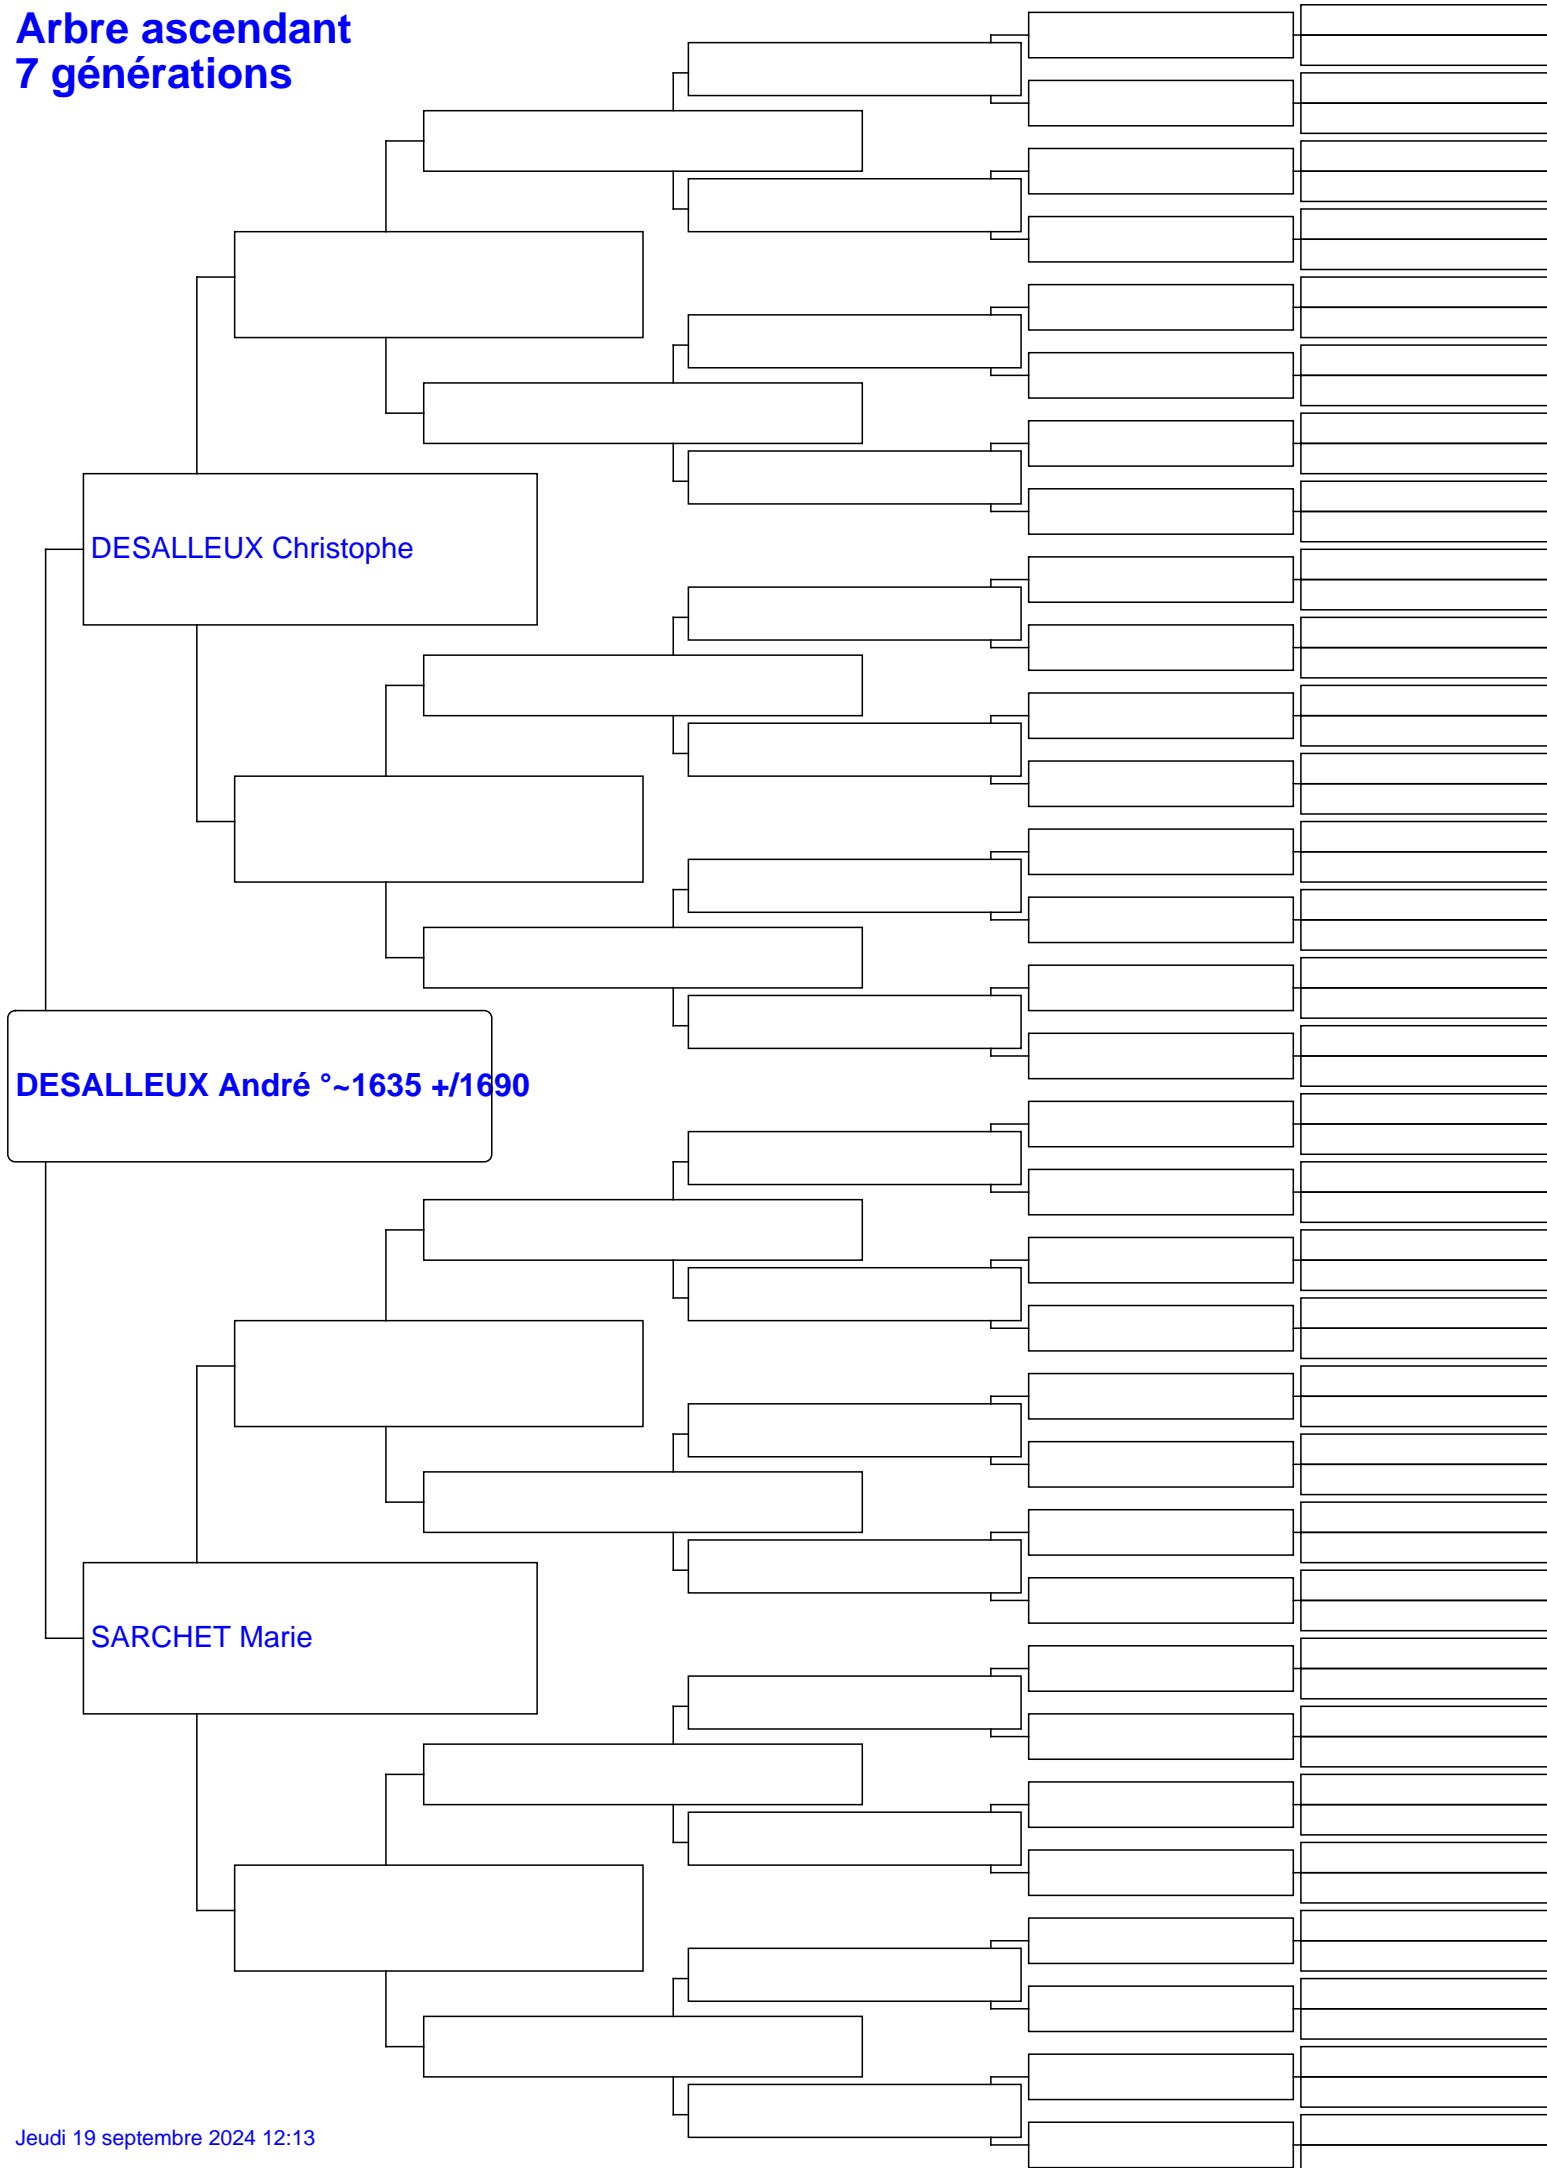 Arbre ascendant
7 générations
DESALLEUX Christophe
DESALLEUX André °~1635 +/1690
SARCHET Marie
Jeudi 19 septembre 2024 12:13